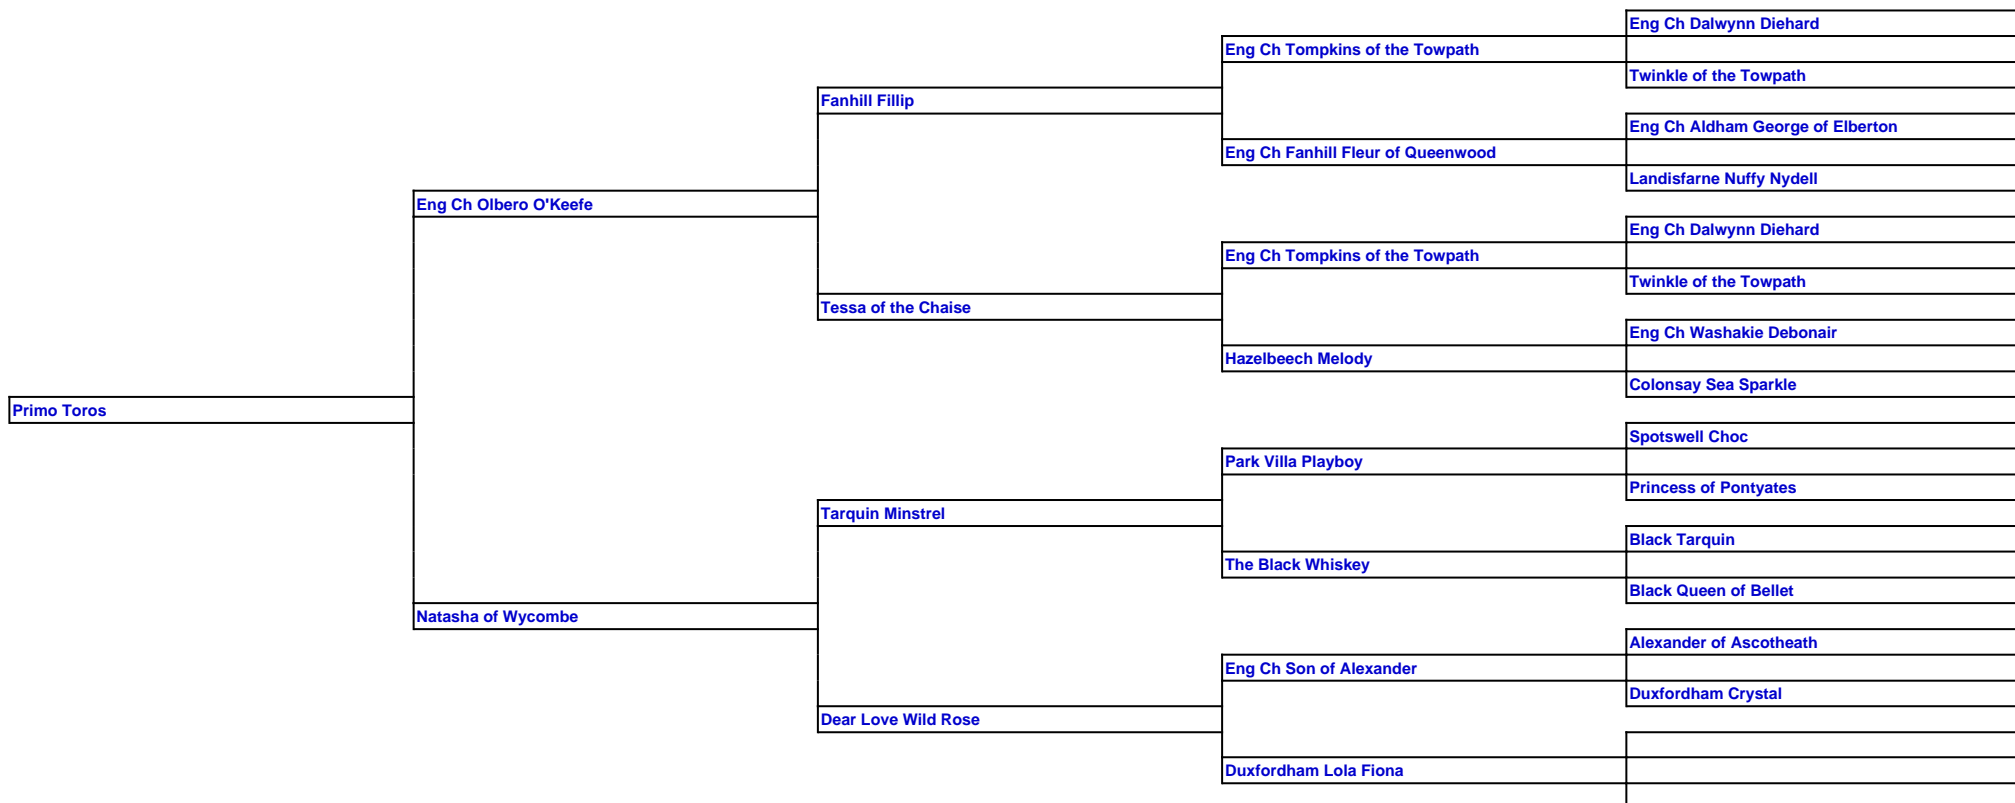 Eng Ch Dalwynn Diehard
Eng Ch Tompkins of the Towpath
Twinkle of the Towpath
Fanhill Fillip
Eng Ch Aldham George of Elberton
Eng Ch Fanhill Fleur of Queenwood
Landisfarne Nuffy Nydell
Eng Ch Olbero O'Keefe
Eng Ch Dalwynn Diehard
Eng Ch Tompkins of the Towpath
Twinkle of the Towpath
Tessa of the Chaise
Eng Ch Washakie Debonair
Hazelbeech Melody
Colonsay Sea Sparkle
Primo Toros
Spotswell Choc
Park Villa Playboy
Princess of Pontyates
Tarquin Minstrel
Black Tarquin
The Black Whiskey
Black Queen of Bellet
Natasha of Wycombe
Alexander of Ascotheath
Eng Ch Son of Alexander
Duxfordham Crystal
Dear Love Wild Rose
Duxfordham Lola Fiona